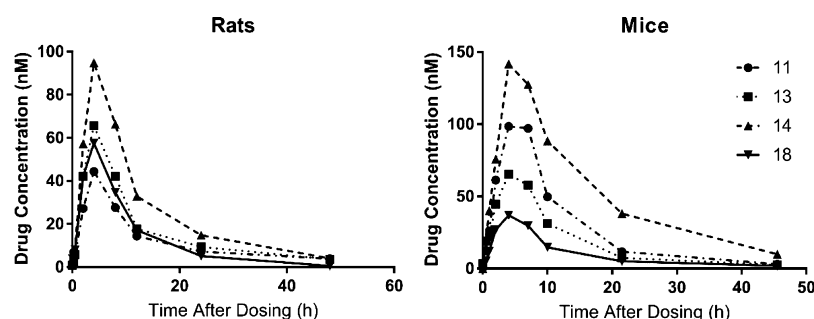 Rats
Drug Concentration (nM)
100
80
60
40
20
0
0 20 40 60
Time After Dosing (h)
Mice
Drug Concentration (nM)
150
100
50
0
0 10 20 30 40 50
Time After Dosing (h)
11
13
14
18